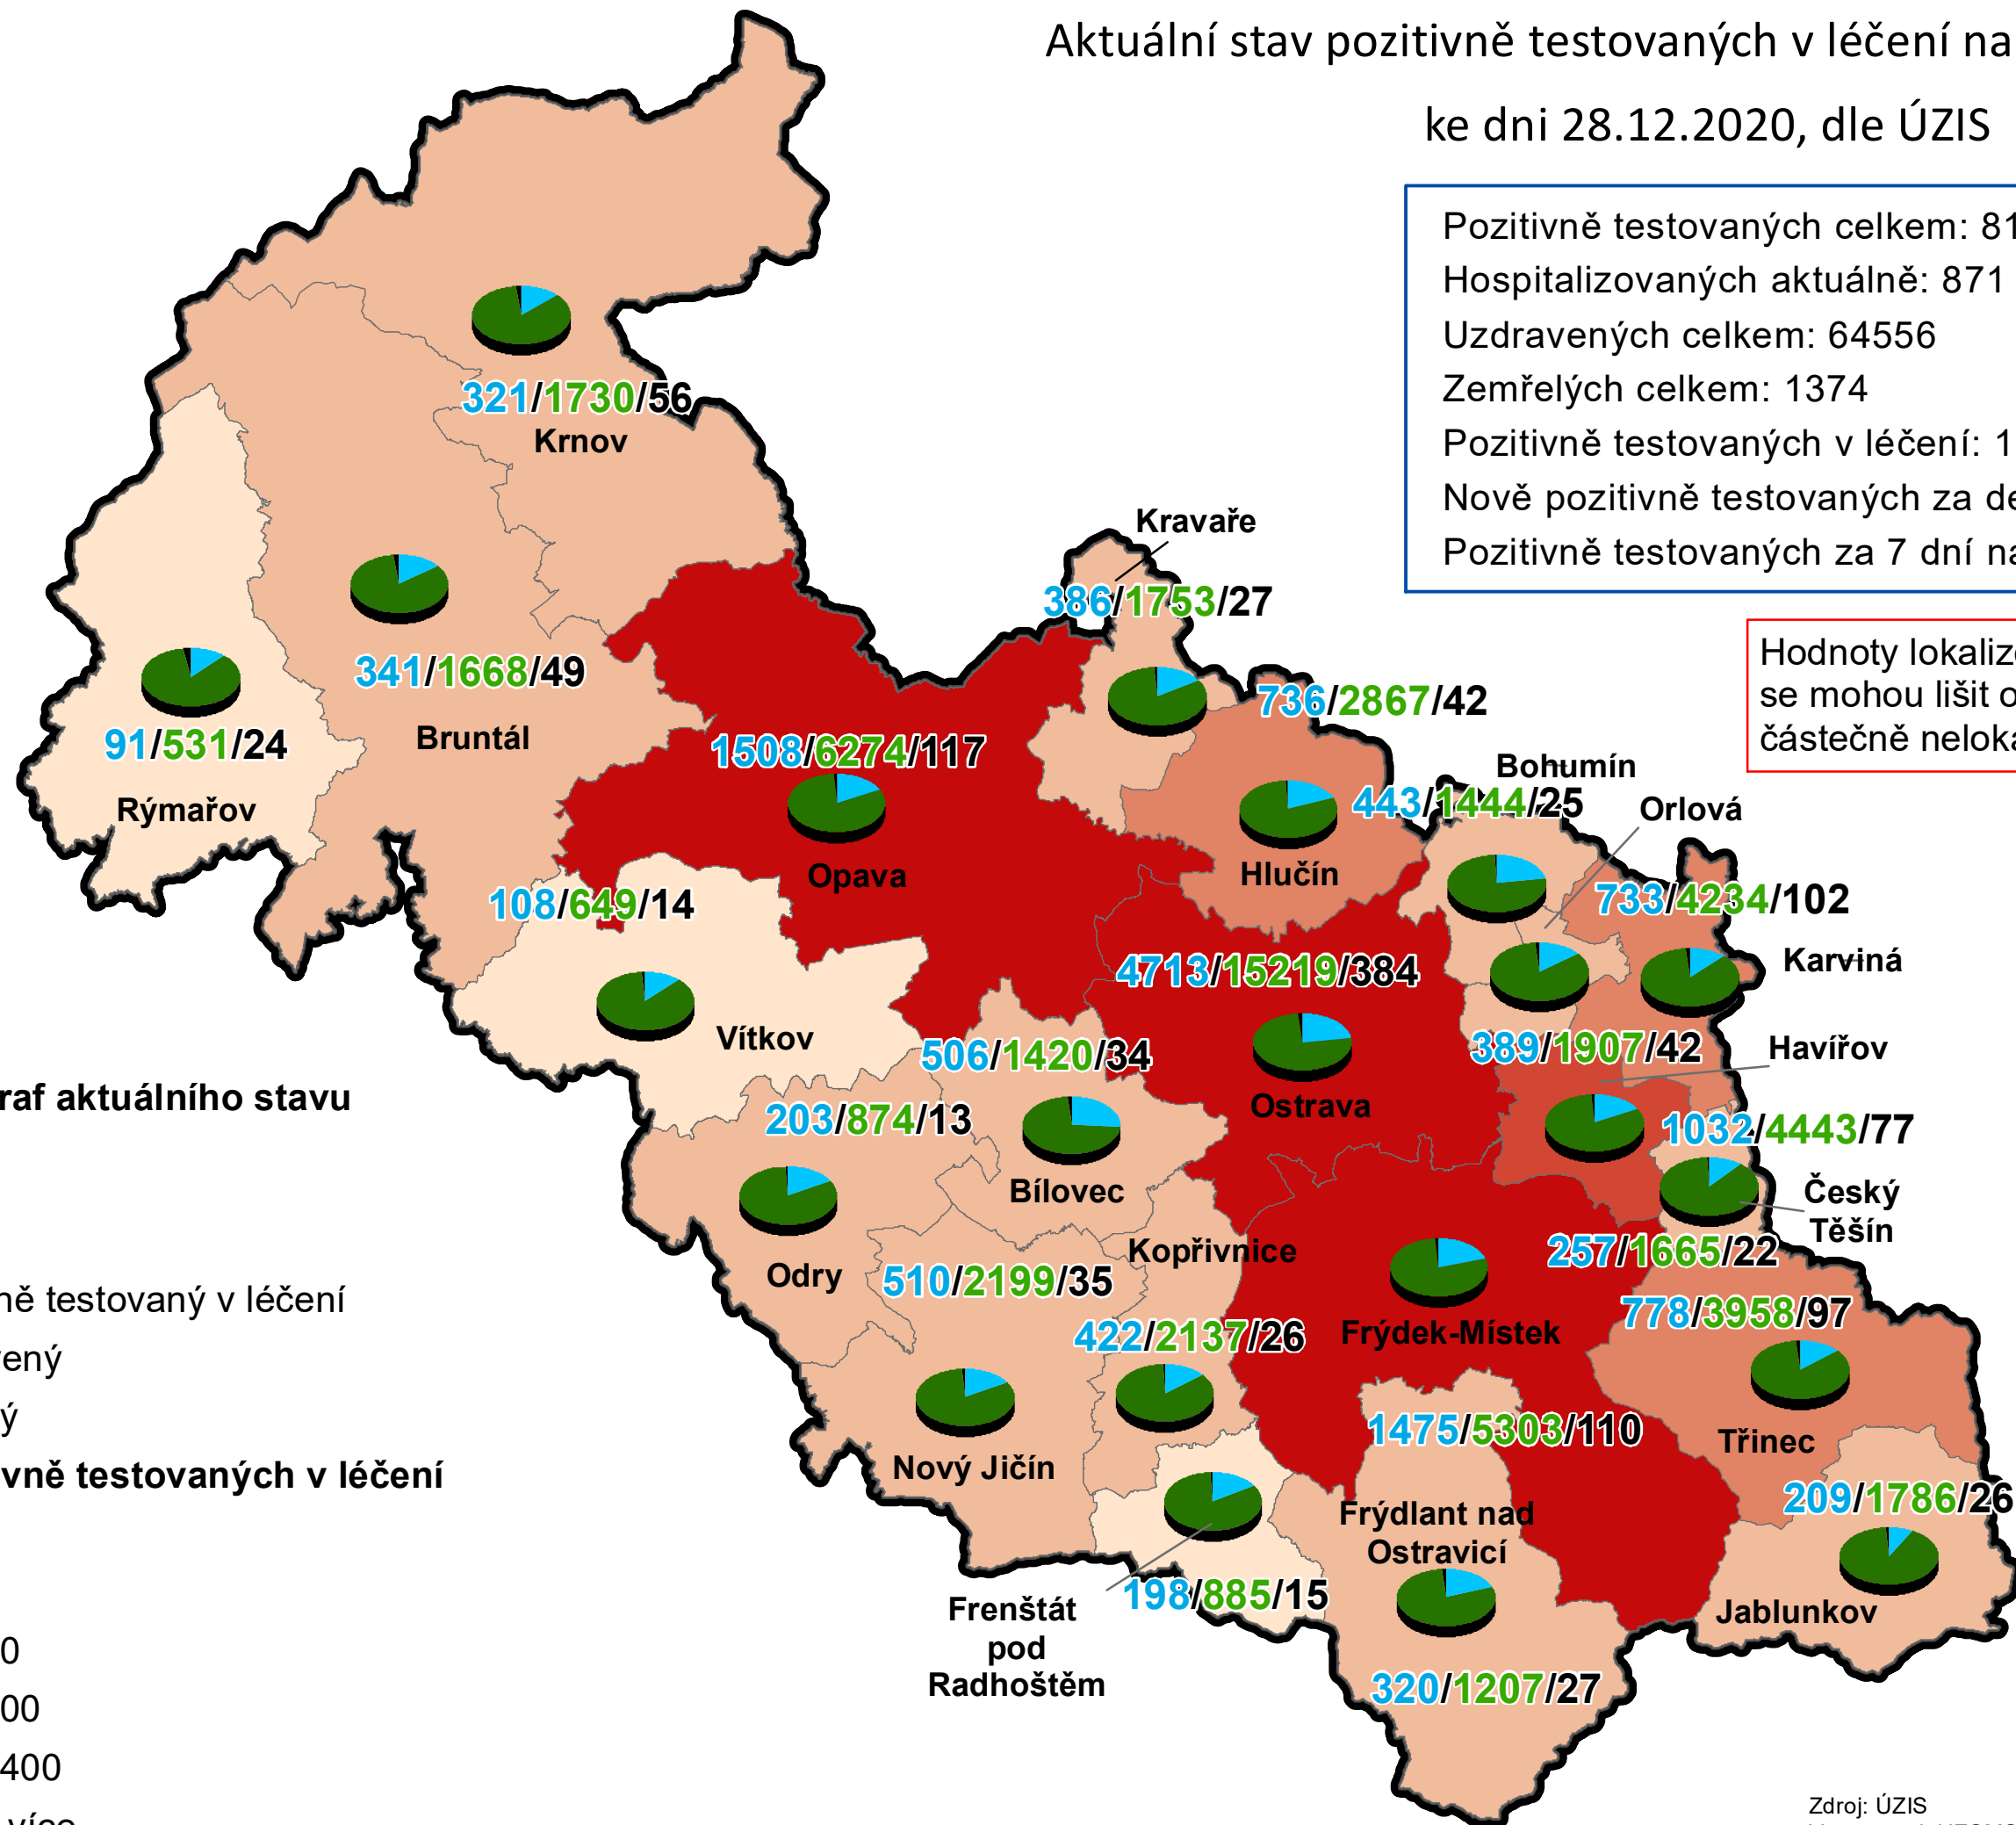 Aktuální stav pozitivně testovaných v léčení na
ke dni 28.12.2020, dle ÚZIS
Pozitivně testovaných celkem: 81
Hospitalizovaných aktuálně: 871
Uzdravených celkem: 64556
Zemřelých celkem: 1374
Pozitivně testovaných v léčení: 1
Nově pozitivně testovaných za de
Pozitivně testovaných za 7 dní na
Hodnoty lokaliz
se mohou lišit o
částečně neloka
321/1730/56
Krnov
Kravaře
386/1753/27
341/1668/49
Bruntál
91/531/24
Rýmařov
736/2867/42
Hlučín
1508/6274/117
Opava
Bohumín
443/1444/25
Orlová
108/649/14
Vítkov
733/4234/102
Karviná
4713/15219/384
Ostrava
389/1907/42
Havířov
506/1420/34
Bílovec
203/874/13
Odry
1032/4443/77
Český
Těšín
257/1665/22
Kopřivnice
510/2199/35
Nový Jičín
422/2137/26
Frýdek-Místek
778/3958/97
Třinec
1475/5303/110
Frýdlant nad
Ostravicí
209/1786/26
Jablunkov
198/885/15
Frenštát
pod
Radhoštěm
320/1207/27
raf aktuálního stavu
ně testovaný v léčení
vený
ý
vně testovaných v léčení
0
00
400
více
Zdroj: ÚZIS